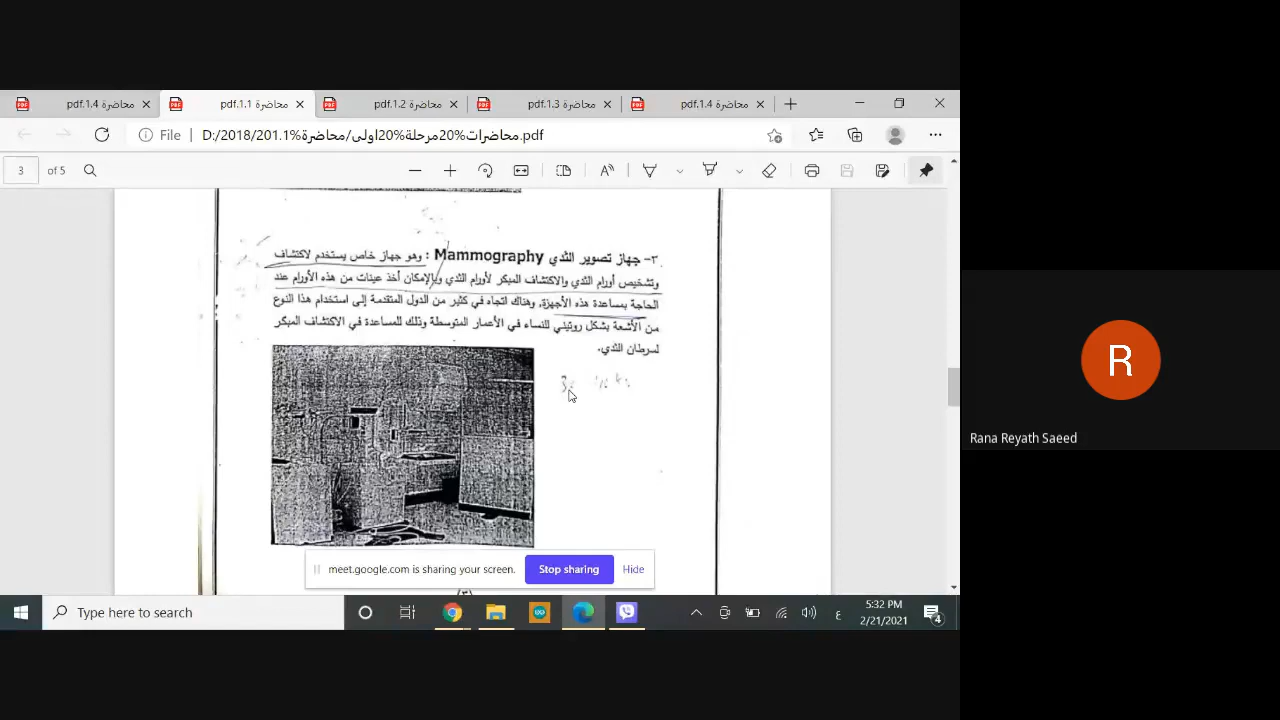 محاضرة 1.4.pdf
محاضرة 1.1.pdf
محاضرة 1.2.pdf
محاضرة 1.3.pdf
محاضرة 1.4.pdf
File
D:/2018/201.1%محاضرات%20مرحلة%20اولى/محاضرة.pdf
3 of 5
٣- جهاز تصوير الثدي Mammography : وهو جهاز خاص يستخدم لاكتشاف
وتشخيص أورام الثدي والاكتشاف المبكر لأورام الثدي وبالإمكان أخذ عينات من هذه الأورام عند
الحاجة بمساعدة هذه الأجهزة. وهناك اتجاه في كثير من الدول المتقدمة إلى استخدام هذا النوع
من الأشعة بشكل روتيني للنساء في الأعمار المتوسطة وذلك للمساعدة في الاكتشاف المبكر
لسرطان الثدي.
meet.google.com is sharing your screen.
Stop sharing
Hide
R
Rana Reyath Saeed
Type here to search
ع
5:32 PM
2/21/2021
4